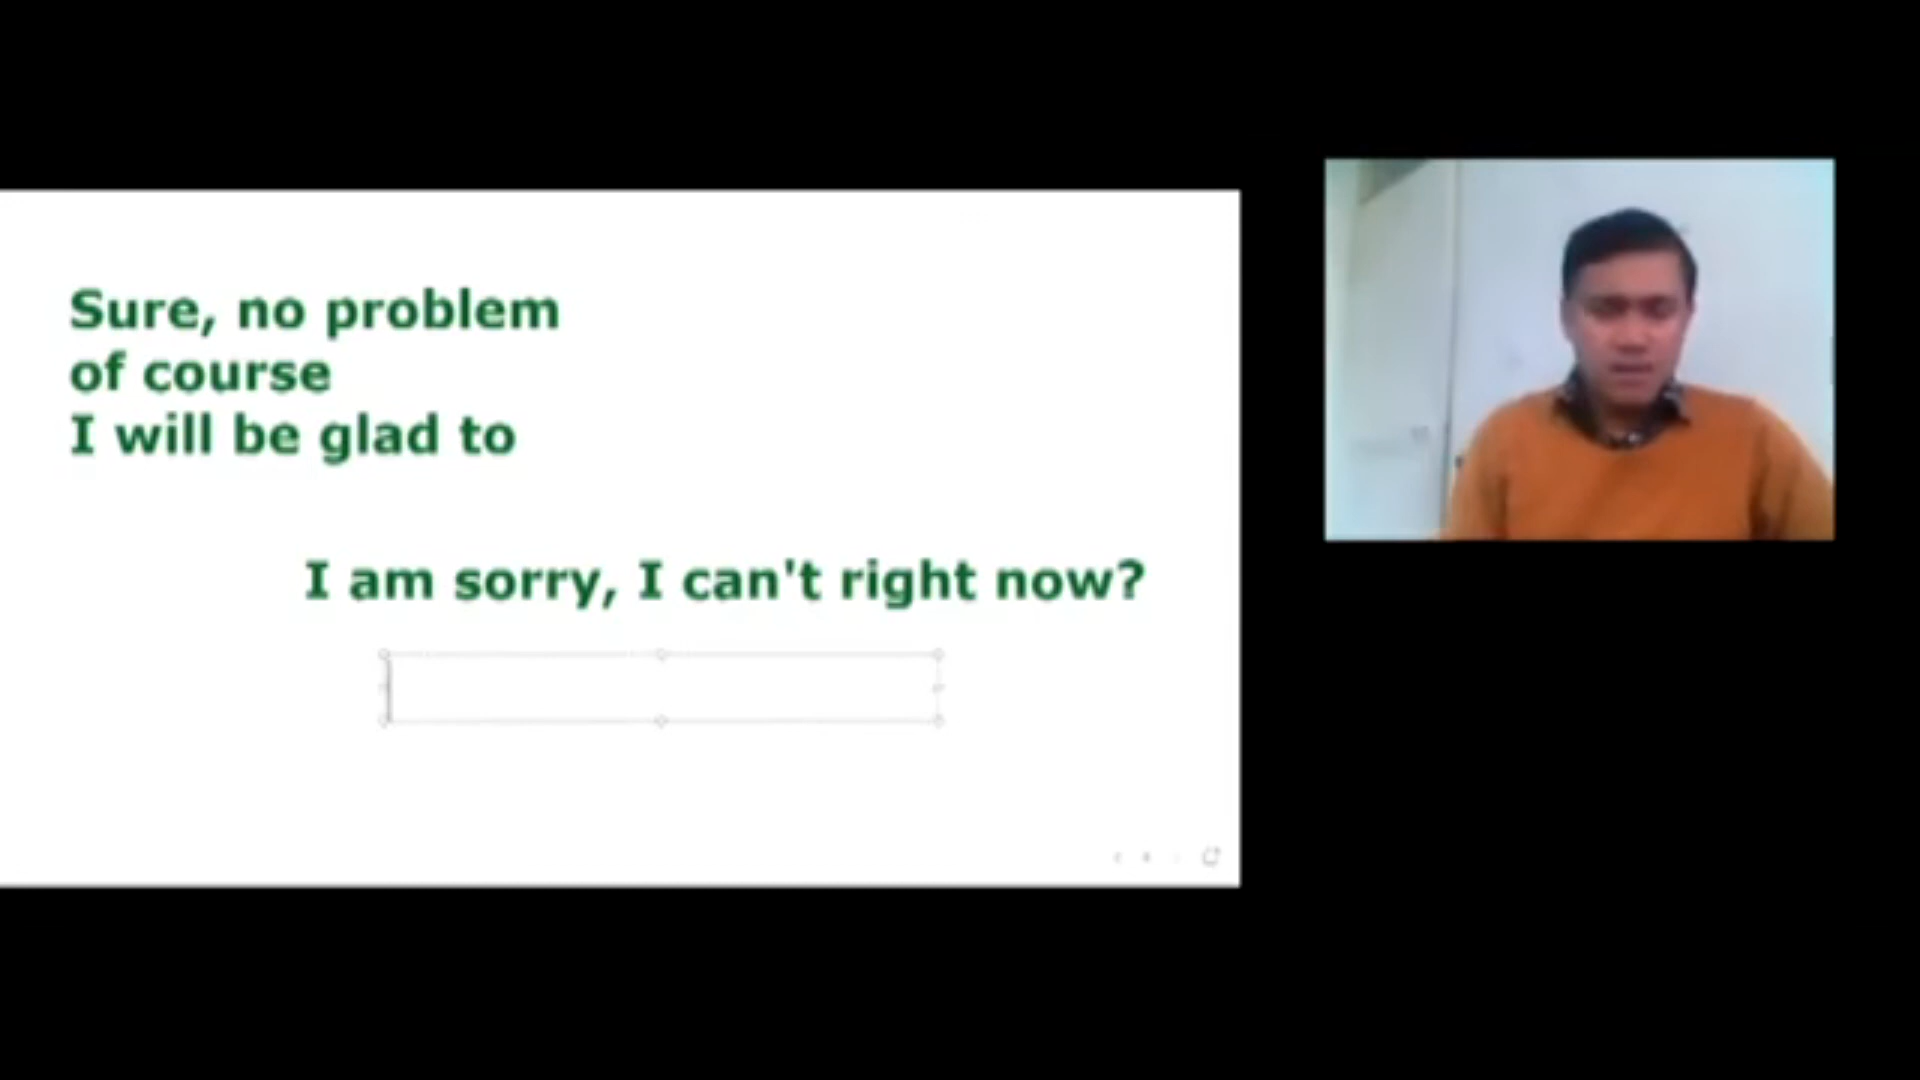 Sure, no problem
of course
I will be glad to
I am sorry, I can't right now?